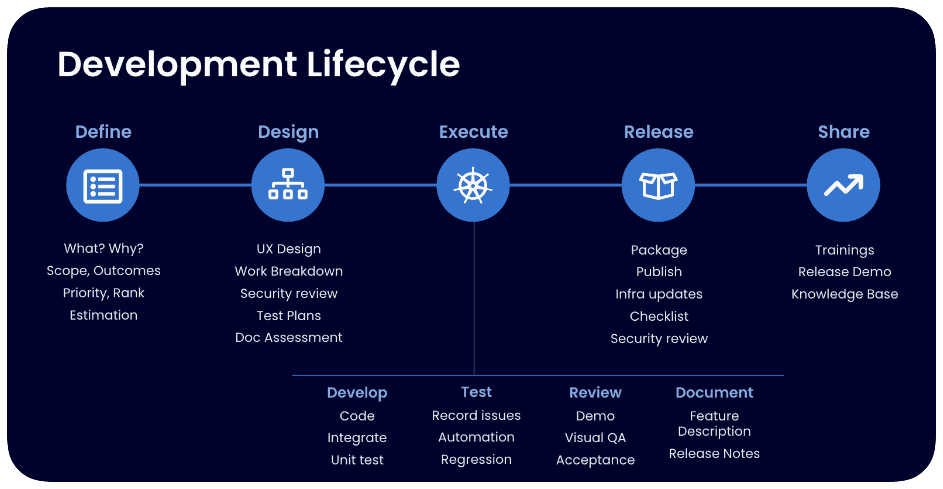 Development Lifecycle
Define
Design
Execute
Release
Share
What? Why?
Scope, Outcomes
Priority, Rank
Estimation
UX Design
Work Breakdown
Security review
Test Plans
Doc Assessment
Package
Publish
Infra updates
Checklist
Security review
Trainings
Release Demo
Knowledge Base
Develop
Code
Integrate
Unit test
Test
Record issues
Automation
Regression
Review
Demo
Visual QA
Acceptance
Document
Feature
Description
Release Notes